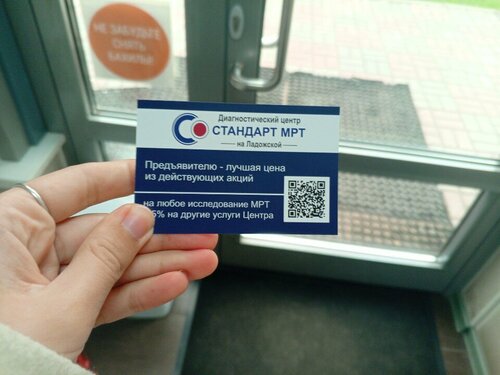 НЕ ЗАБУДЬТЕ
СНЯТЬ
БАХИЛЫ!
Диагностический центр
СТАНДАРТ МРТ
на Ладожской
Предъявителю - лучшая цена
из действующих акций
на любое исследование МРТ
5% на другие услуги Центра